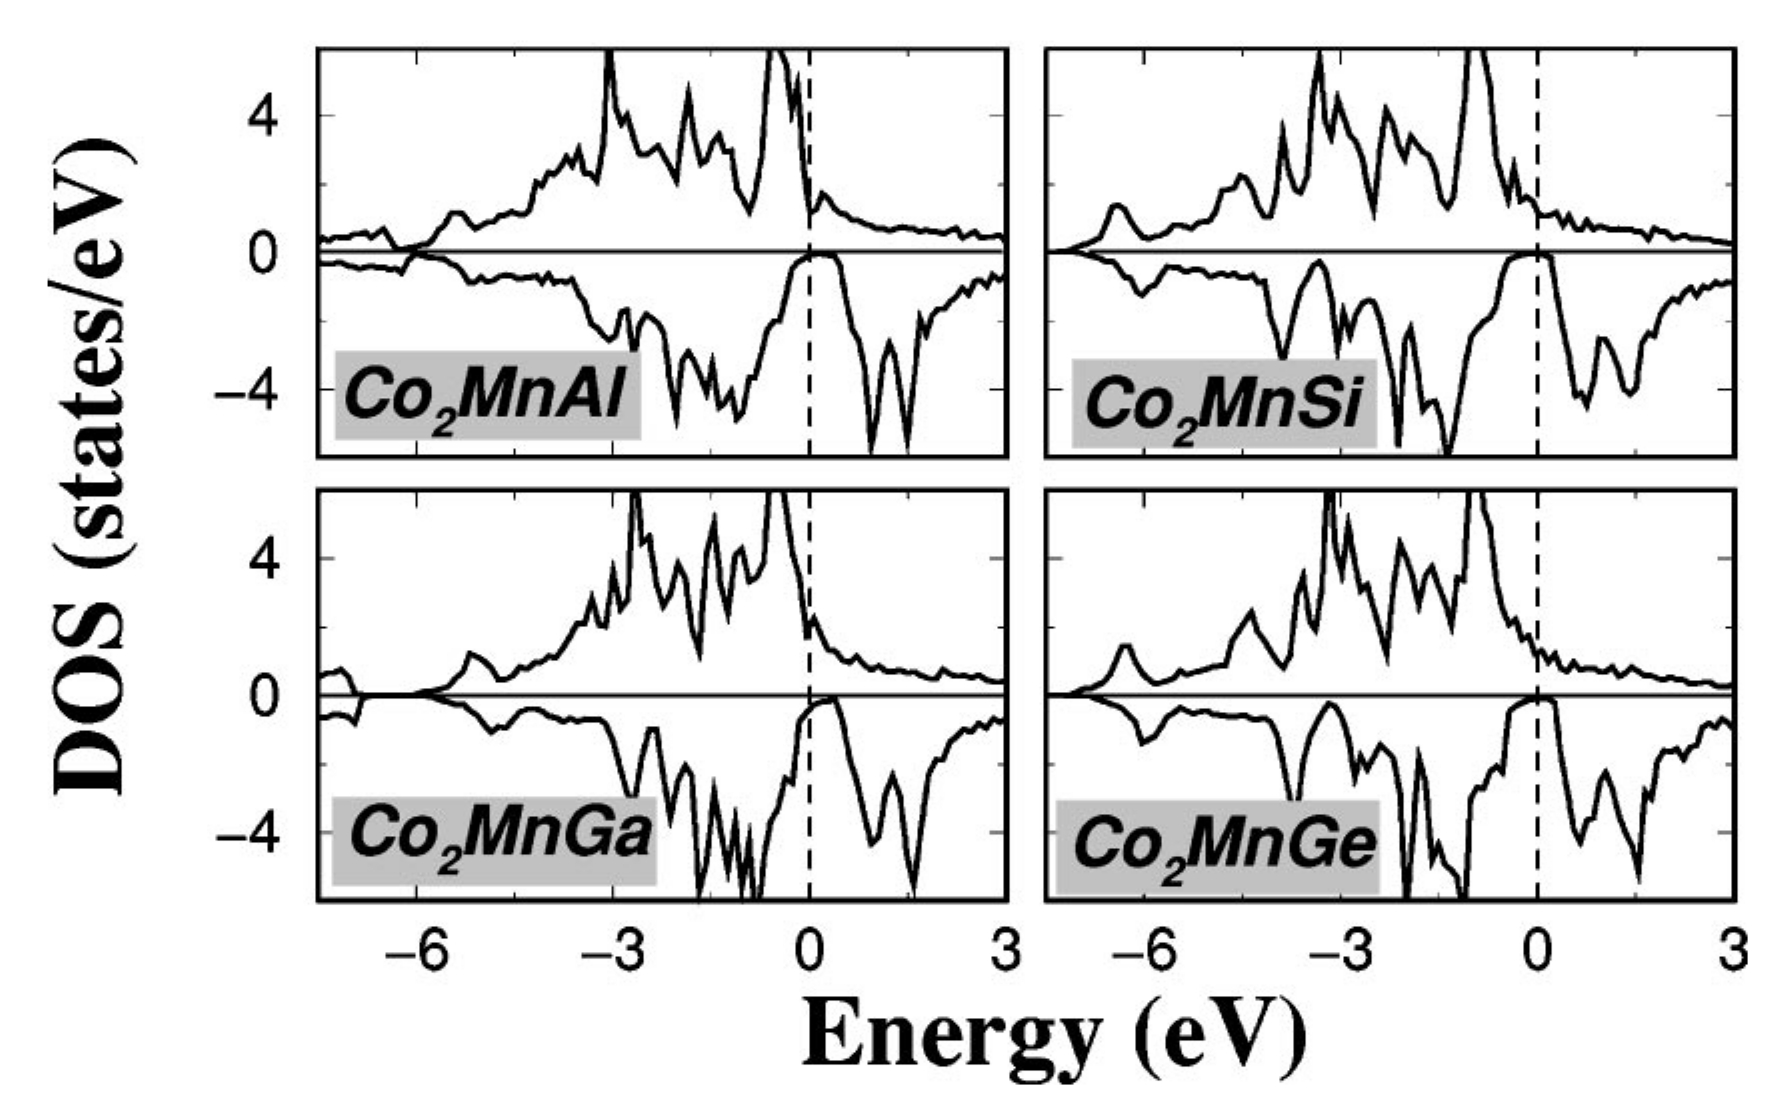 DOS (states/eV)
4
0
−4
Co2MnAl
Co2MnSi
4
0
−4
Co2MnGa
Co2MnGe
−6 −3 0 3 −6 −3 0 3
Energy (eV)